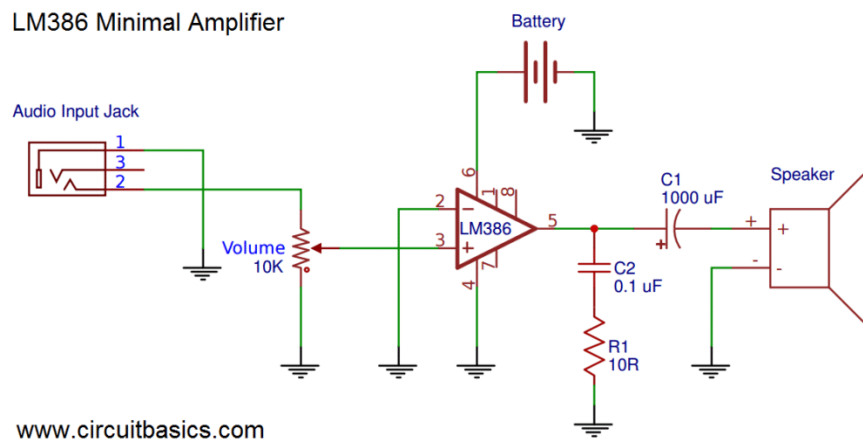 LM386 Minimal Amplifier
Battery
Audio Input Jack
1
3
2
6
1
8
C1
1000 uF
Speaker
2
-
LM386
5
+
+
Volume
10K
3
+
+
-
-
7
C2
0.1 uF
4
R1
10R
www.circuitbasics.com